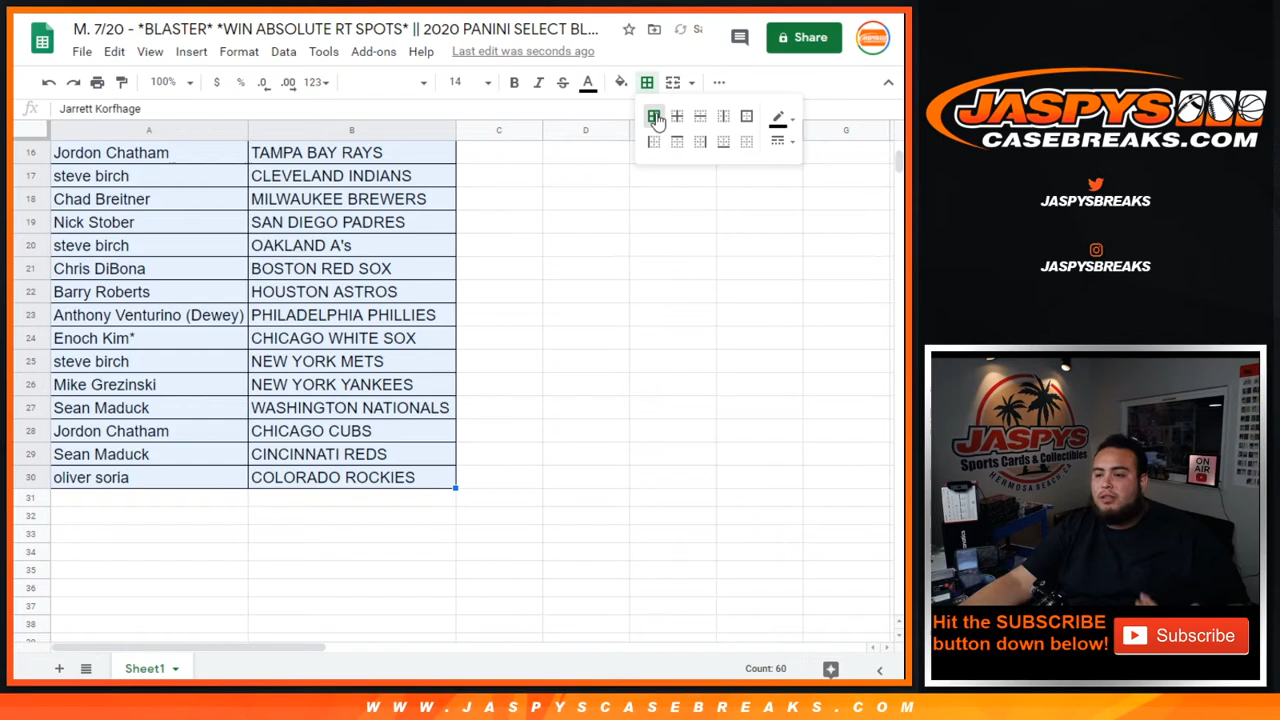 M. 7/20 - *BLASTER* *WIN ABSOLUTE RT SPOTS* || 2020 PANINI SELECT BL...
Share
File Edit View Insert Format Data Tools Add-ons Help Last edit was seconds ago
100% $ % .0 .00 123 14 B I S A
fx Jarrett Korfhage
A B C D E F G
16 Jordon Chatham TAMPA BAY RAYS
17 steve birch CLEVELAND INDIANS
18 Chad Breitner MILWAUKEE BREWERS
19 Nick Stober SAN DIEGO PADRES
20 steve birch OAKLAND A's
21 Chris DiBona BOSTON RED SOX
22 Barry Roberts HOUSTON ASTROS
23 Anthony Venturino (Dewey) PHILADELPHIA PHILLIES
24 Enoch Kim* CHICAGO WHITE SOX
25 steve birch NEW YORK METS
26 Mike Grezinski NEW YORK YANKEES
27 Sean Maduck WASHINGTON NATIONALS
28 Jordon Chatham CHICAGO CUBS
29 Sean Maduck CINCINNATI REDS
30 oliver soria COLORADO ROCKIES
31
32
33
34
35
36
37
38
Sheet1
Count: 60
JASPYS
CASEBREAKS.COM
JASPYSBREAKS
JASPYSBREAKS
JASPYS
Sports Cards & Collectibles
HERMOSA BEACH, CA
ON AIR
Hit the SUBSCRIBE
button down below!
Subscribe
WWW.JASPYSCASEBREAKS.COM